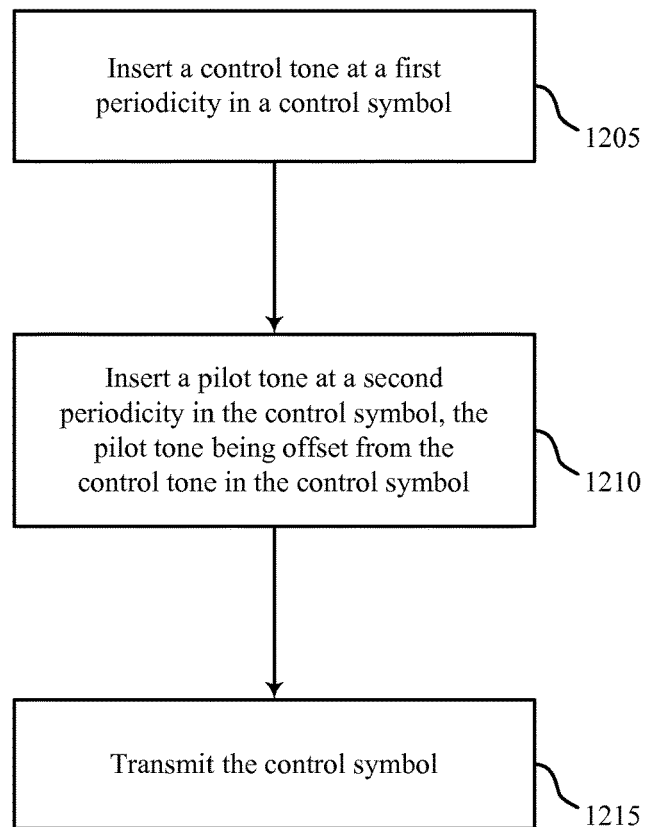 Insert a control tone at a first
periodicity in a control symbol
1205
Insert a pilot tone at a second
periodicity in the control symbol, the
pilot tone being offset from the
control tone in the control symbol
1210
Transmit the control symbol
1215